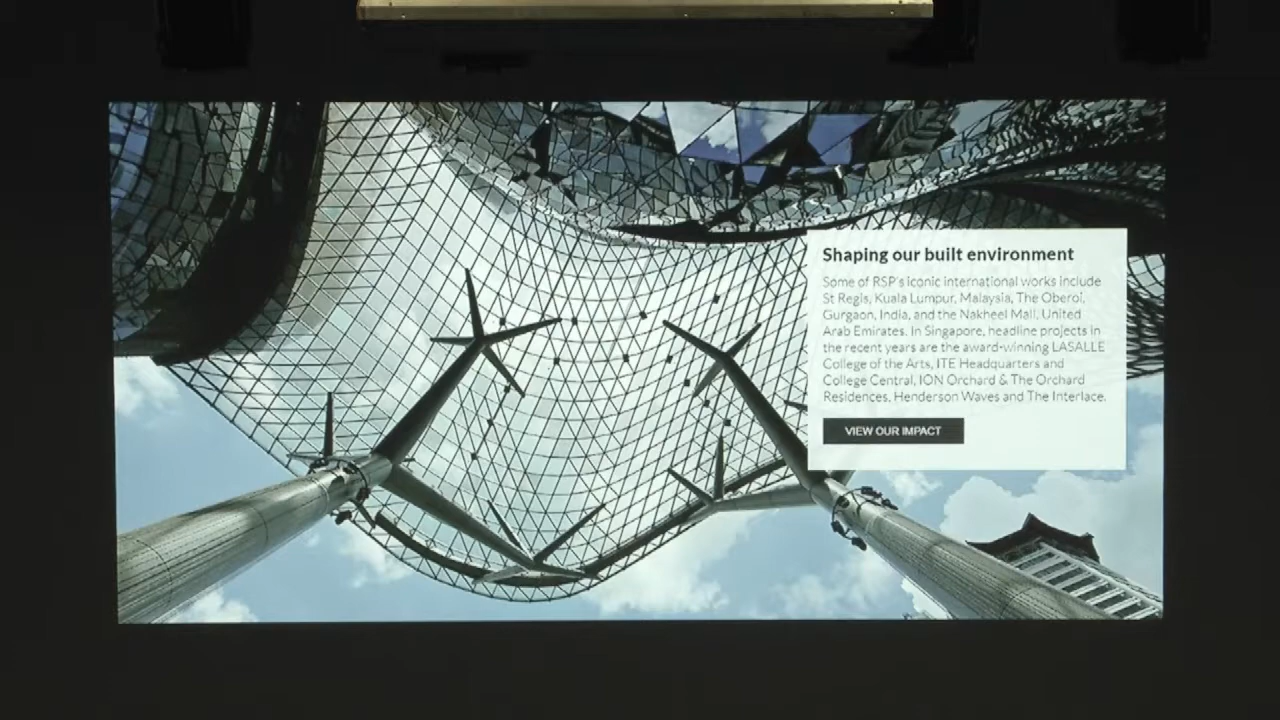 Shaping our built environment
Some of RSP's iconic international works include
St Regis, Kuala Lumpur, Malaysia, The Oberoi,
Gurgaon, India, and the Nakheel Mall, United
Arab Emirates. In Singapore, headline projects in
the recent years are the award-winning LASALLE
College of the Arts, ITE Headquarters and
College Central, ION Orchard & The Orchard
Residences, Henderson Waves and The Interlace.
VIEW OUR IMPACT